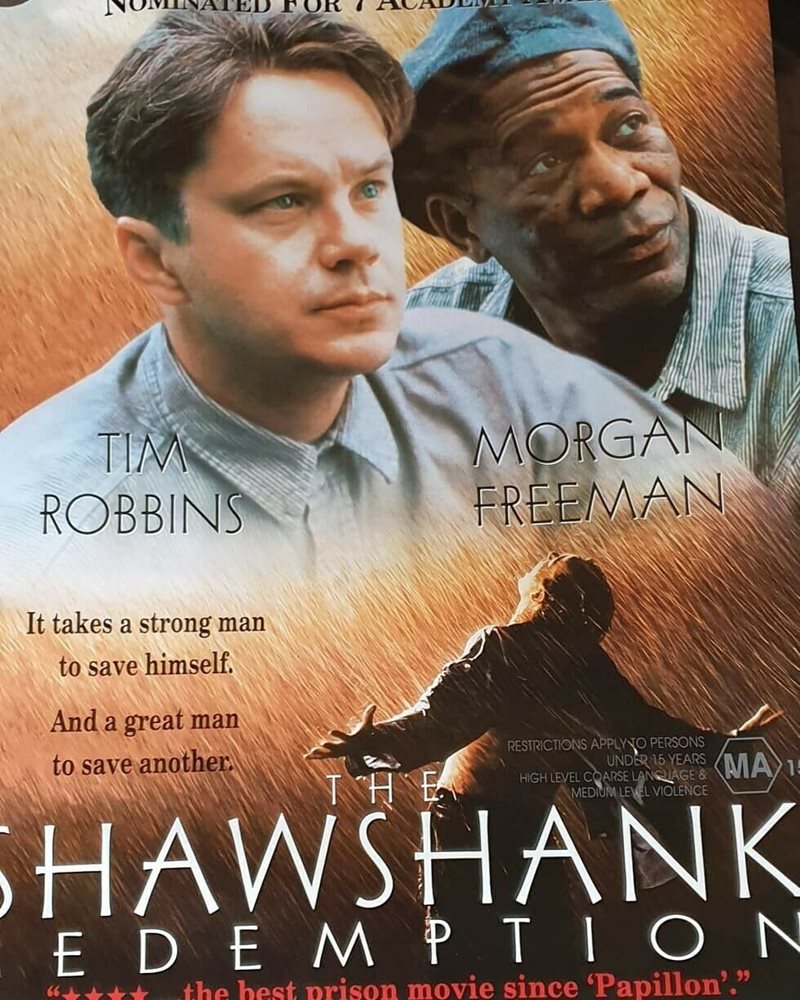 NOMINATED FOR 7 ACADEMY
TIM
ROBBINS
MORGAN
FREEMAN
It takes a strong man
to save himself.
And a great man
to save another.
RESTRICTIONS APPLY TO PERSONS
UNDER 15 YEARS
HIGH LEVEL COARSE LANGUAGE &
MEDIUM LEVEL VIOLENCE
MA 15
THE
SHAWSHANK
EDEMPTION
“★★★★...the best prison movie since ‘Papillon’.”